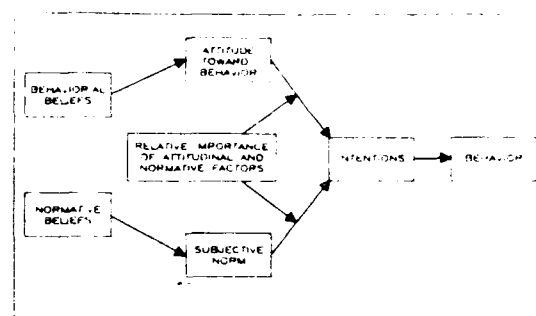 ATTITUDE
TOWARD
BEHAVIOR
BEHAVIORAL
BELIEFS
RELATIVE IMPORTANCE
OF ATTITUDINAL AND
NORMATIVE FACTORS
INTENTIONS
BEHAVIOR
NORMATIVE
BELIEFS
SUBJECTIVE
NORM